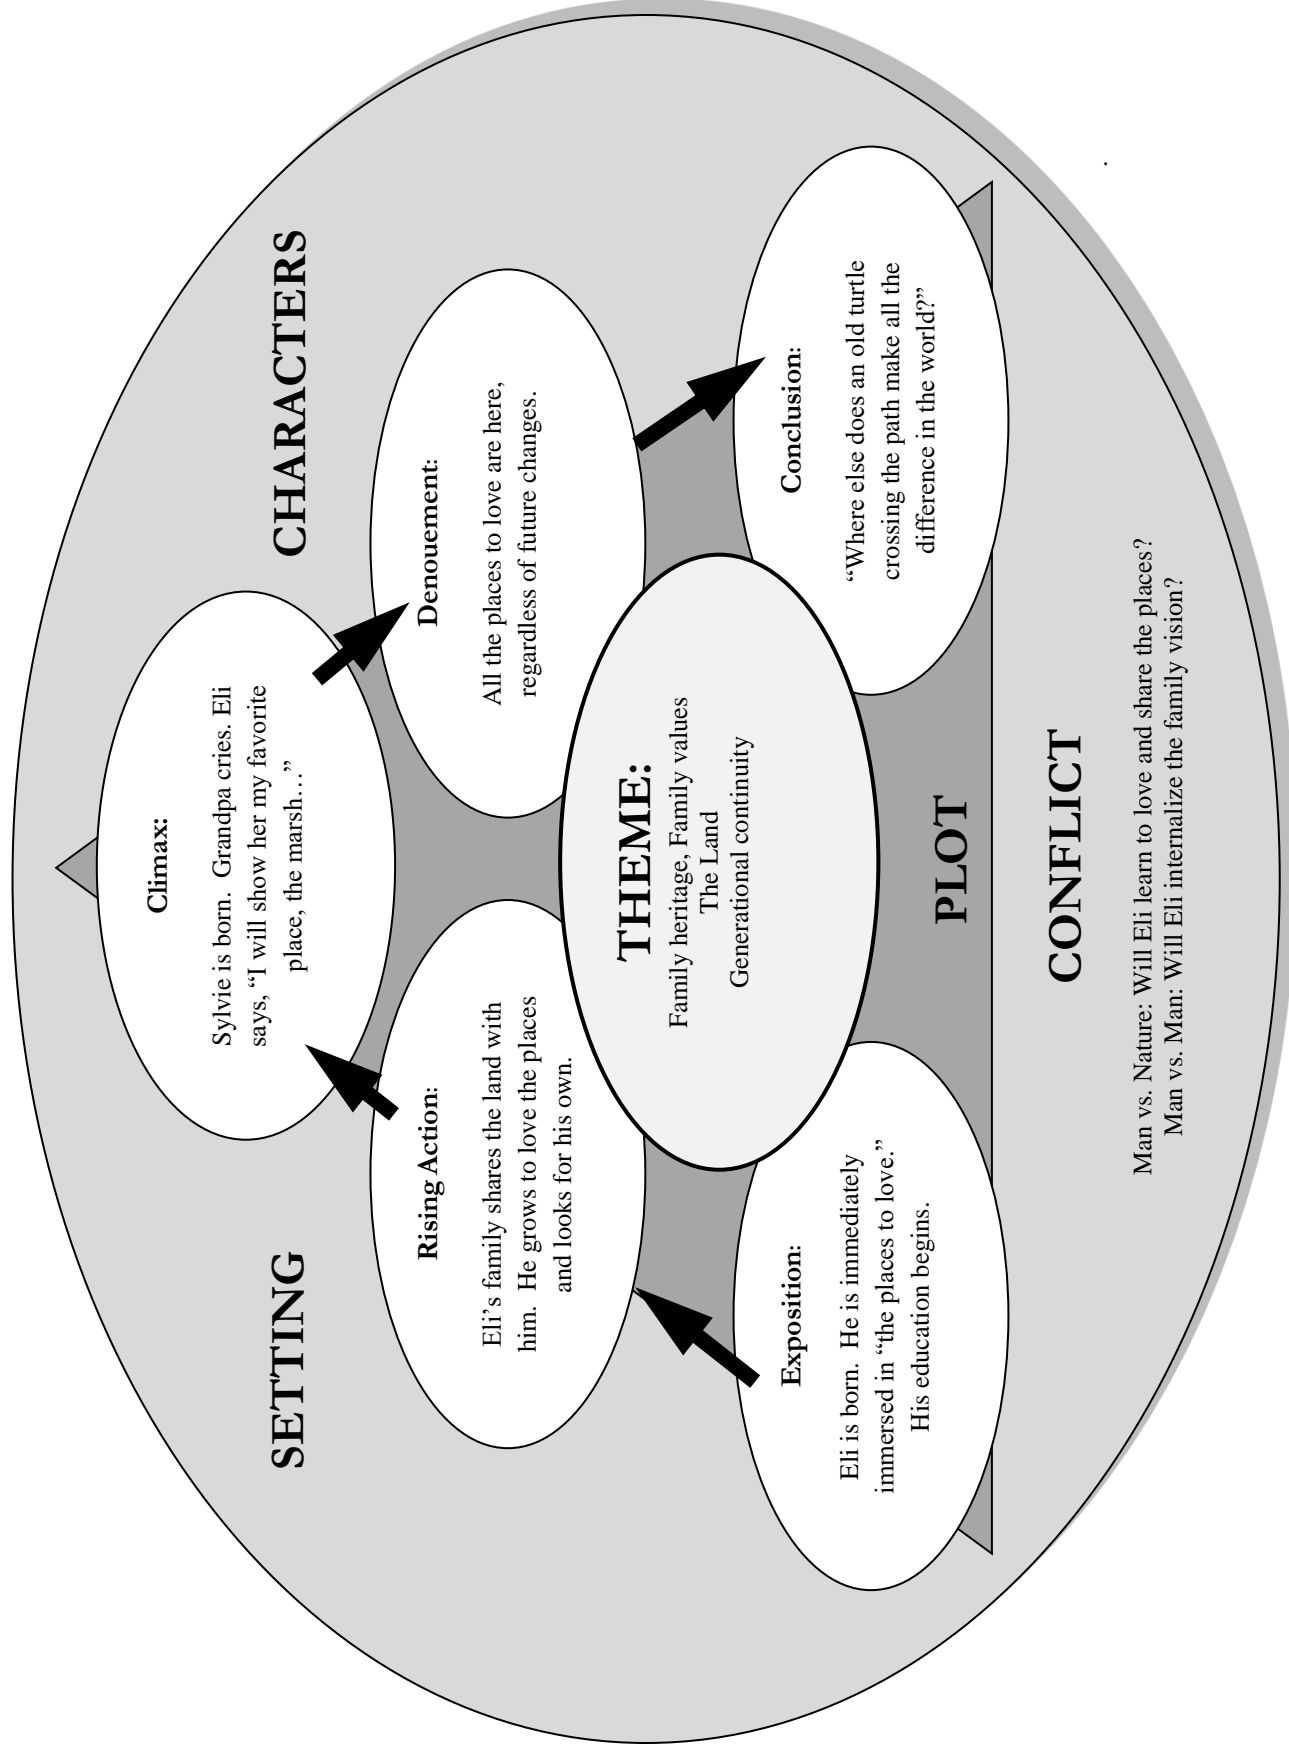 SETTING
CHARACTERS
Climax:
Sylvie is born.  Grandpa cries. Eli
says, “I will show her my favorite
place, the marsh…”
Rising Action:
Eli’s family shares the land with
him.  He grows to love the places
and looks for his own.
Denouement:
All the places to love are here,
regardless of future changes.
THEME:
Family heritage, Family values
The Land
Generational continuity
Exposition:
Eli is born.  He is immediately
immersed in “the places to love.”
His education begins.
Conclusion:
“Where else does an old turtle
crossing the path make all the
difference in the world?”
PLOT
CONFLICT
Man vs. Nature: Will Eli learn to love and share the places?
Man vs. Man: Will Eli internalize the family vision?